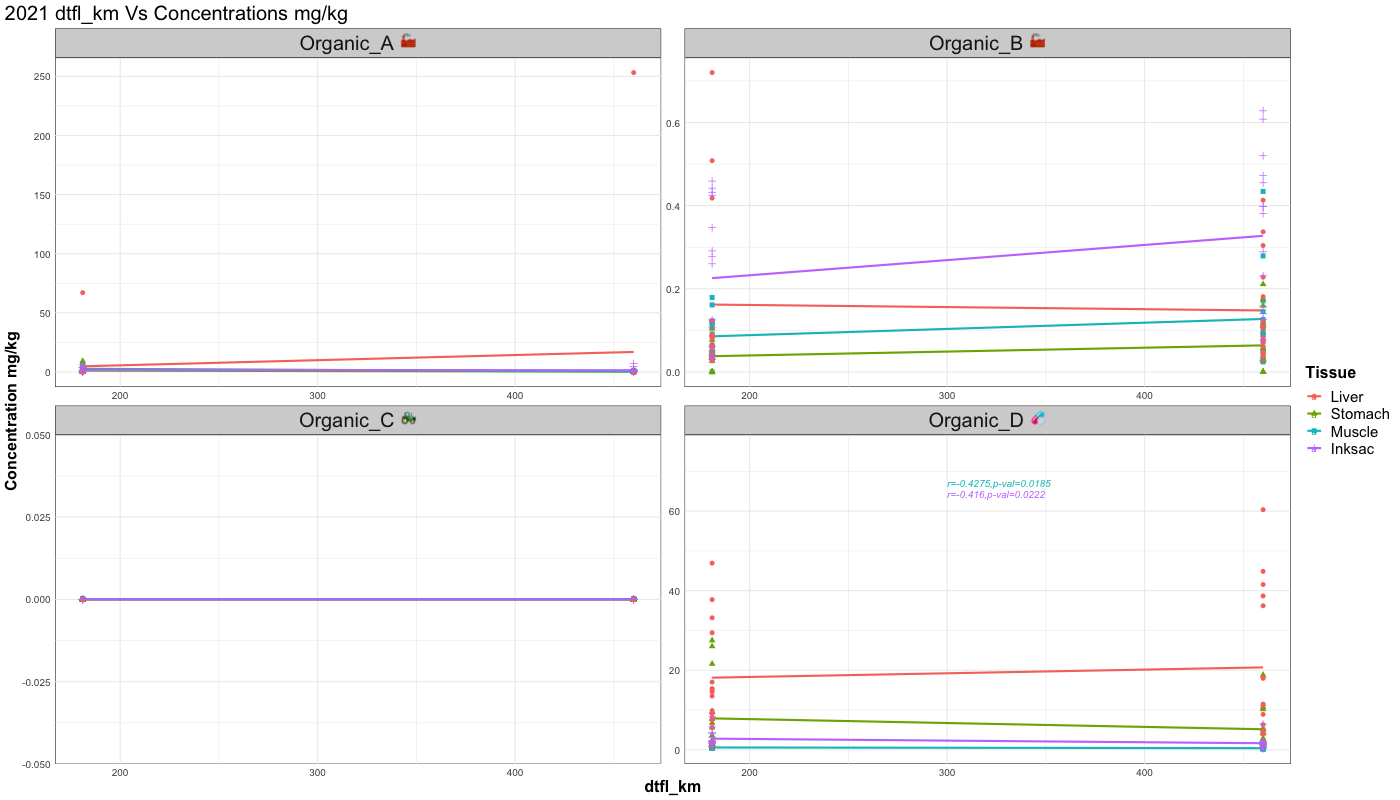 2021 dtfl_km Vs Concentrations mg/kg
Organic_A 🏭
Organic_B 🏭
250
200
150
100
50
0
200
300
400
0.6
0.4
0.2
0.0
200
300
400
Organic_C 🚜
Organic_D 💊
0.050
0.025
0.000
-0.025
-0.050
200
300
400
r=-0.4275,p-val=0.0185
r=-0.416,p-val=0.0222
60
40
20
0
200
300
400
Concentration mg/kg
dtfl_km
Tissue
Liver
Stomach
Muscle
Inksac